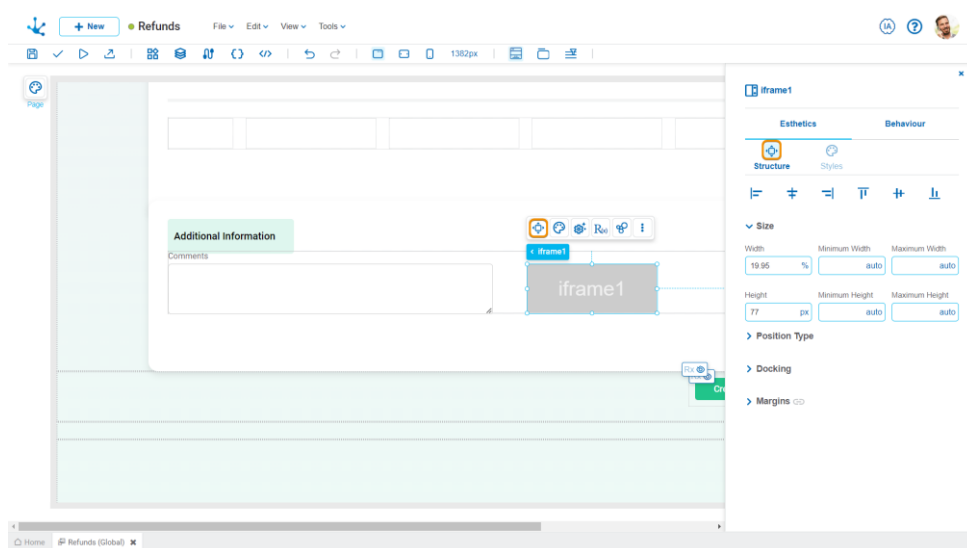 + New
Refunds
File
Edit
View
Tools
IA
?
1382px
Page
iframe1
Esthetics
Behaviour
Structure
Styles
Size
Width
Minimum Width
Maximum Width
19.95 %
auto
auto
Height
Minimum Height
Maximum Height
77 px
auto
auto
Position Type
Docking
Margins
Additional Information
Comments
iframe1
iframe1
Rx
Home
Refunds (Global)